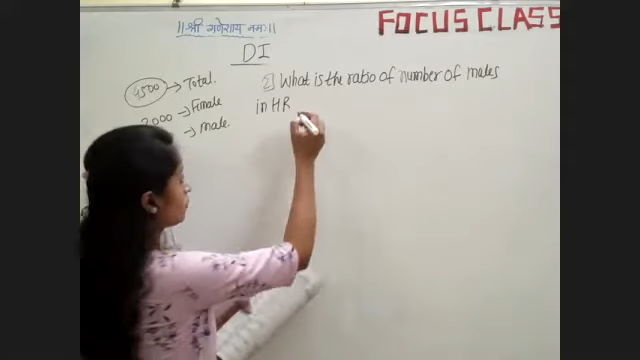 ||श्री गणेशाय नमः||
FOCUS CLASS
DI
4500 → Total.
→ Female
→ male.
2] What is the ratio of number of males
in HR